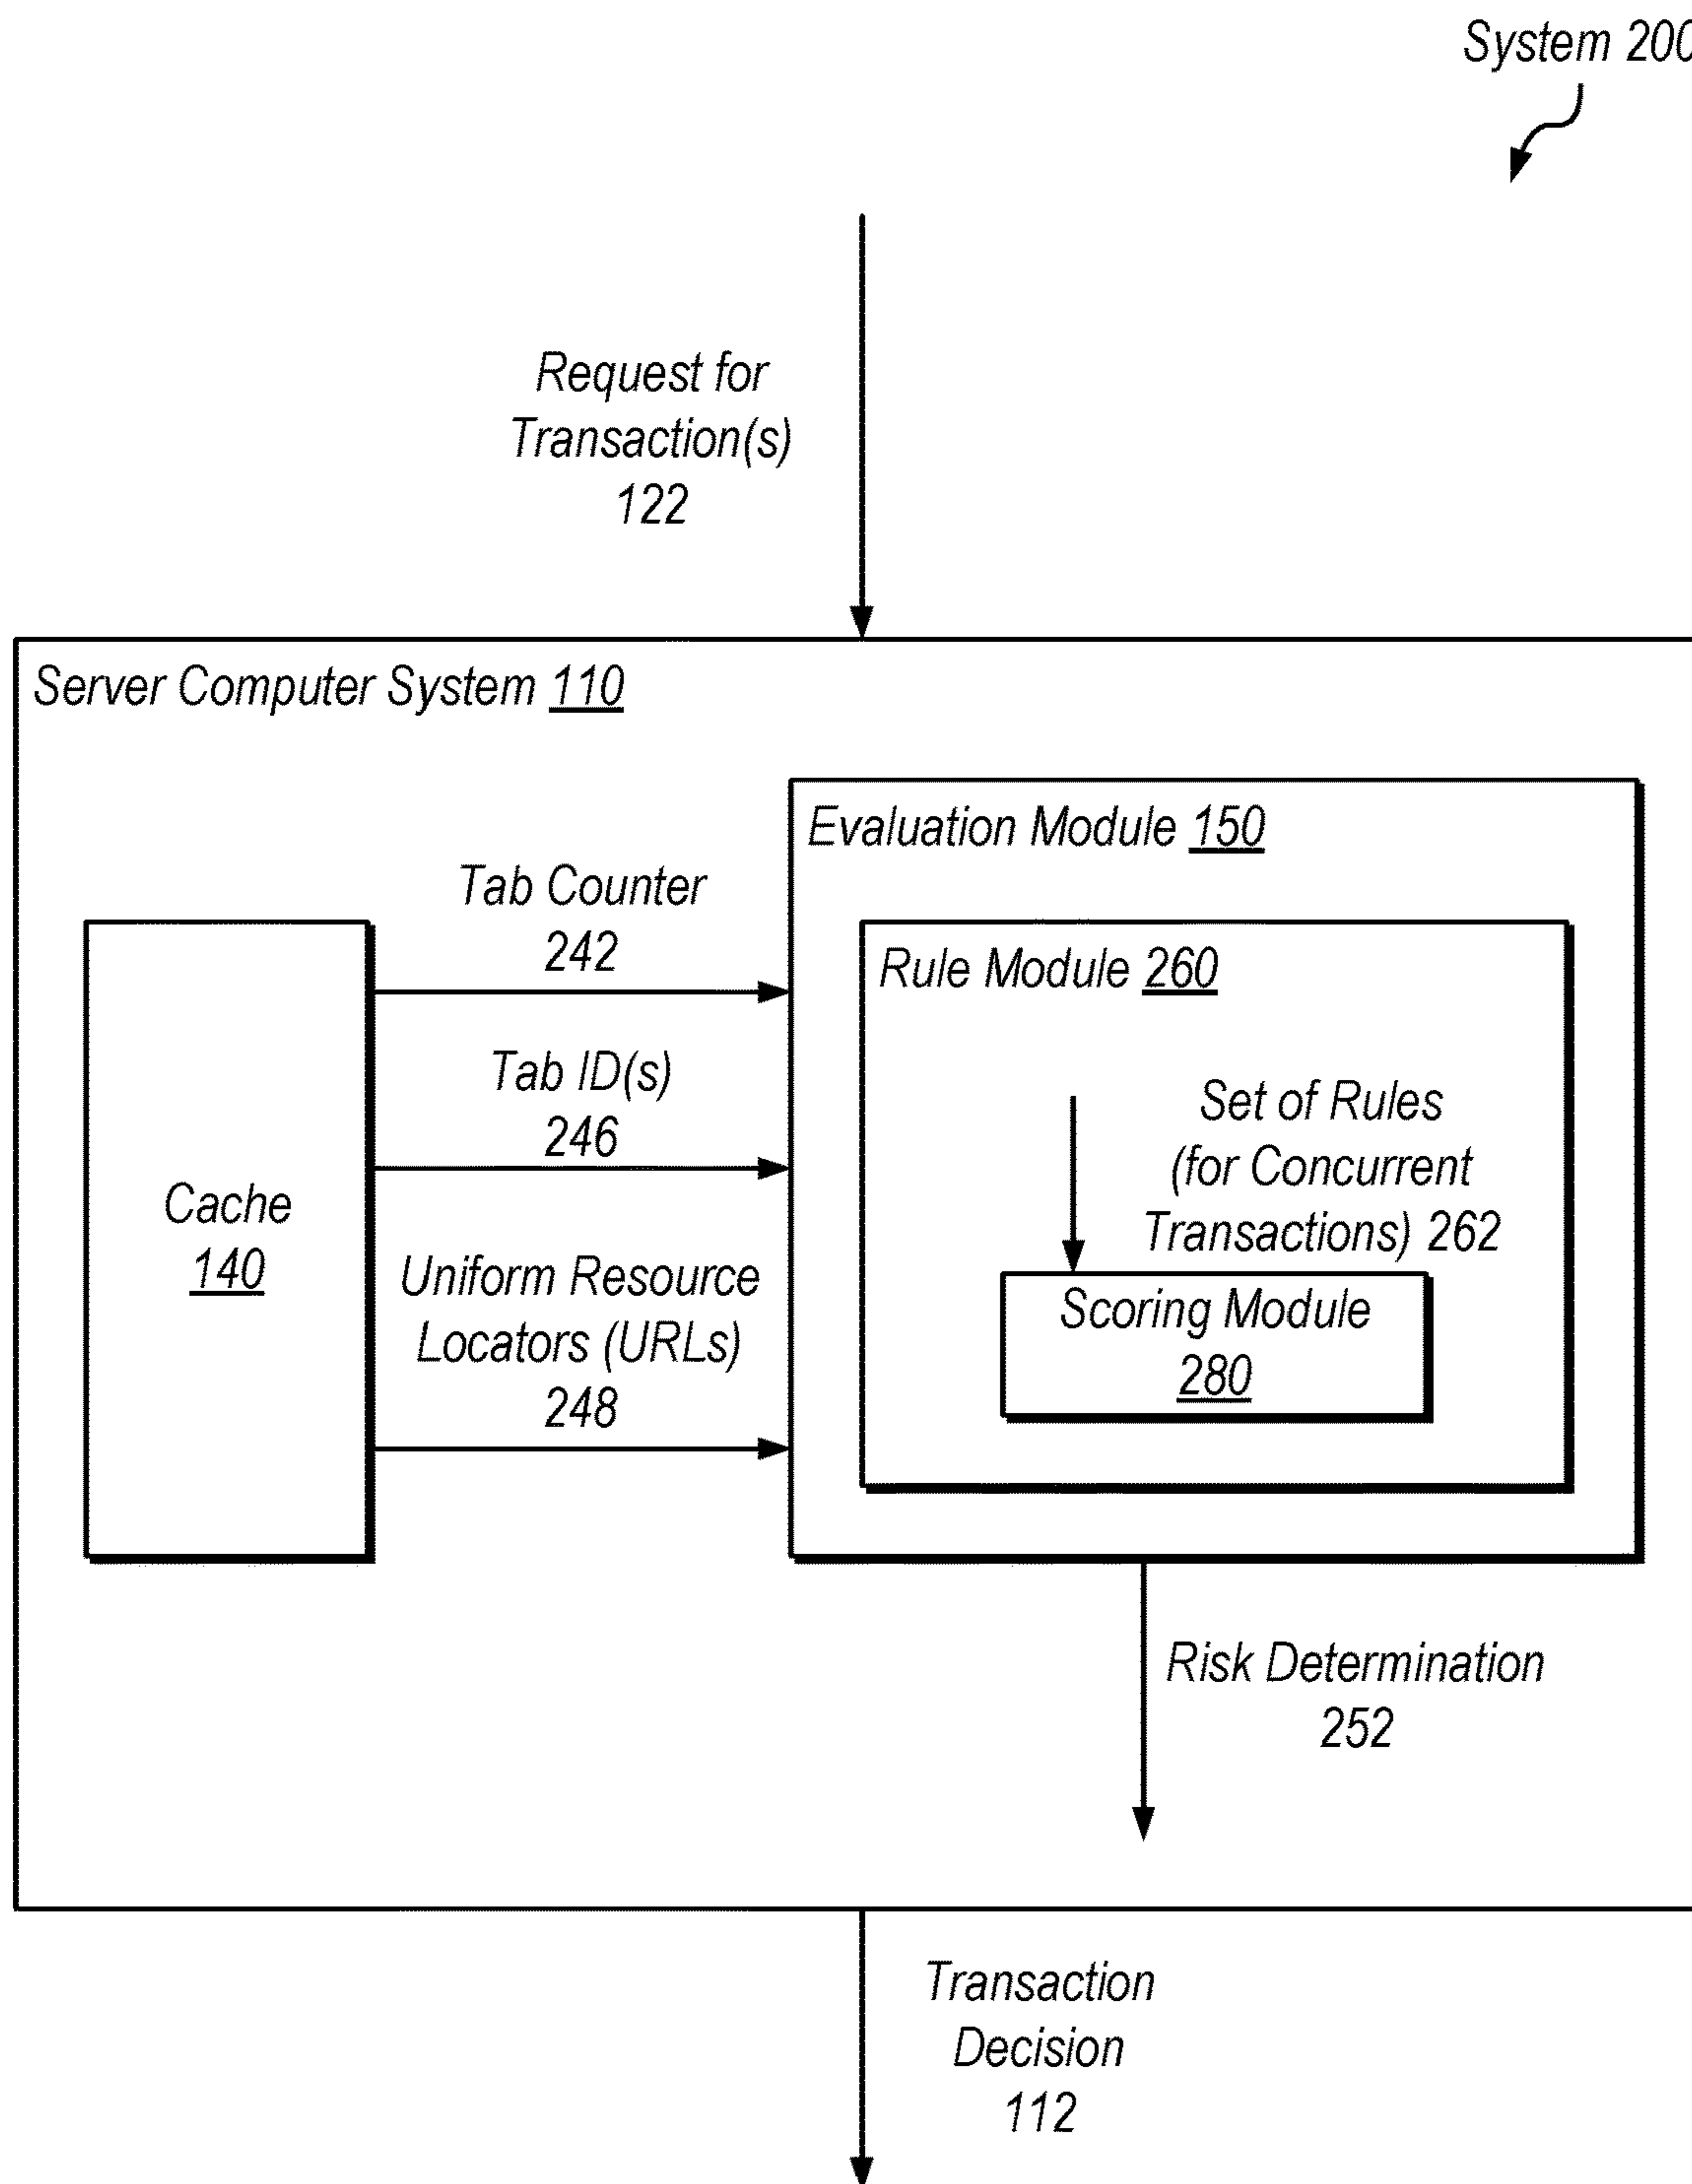 System 200
Request for
Transaction(s)
122
Server Computer System 110
Evaluation Module 150
Tab Counter
242
Rule Module 260
Tab ID(s)
246
Set of Rules
(for Concurrent
Transactions) 262
Cache
140
Uniform Resource
Locators (URLs)
248
Scoring Module
280
Risk Determination
252
Transaction
Decision
112